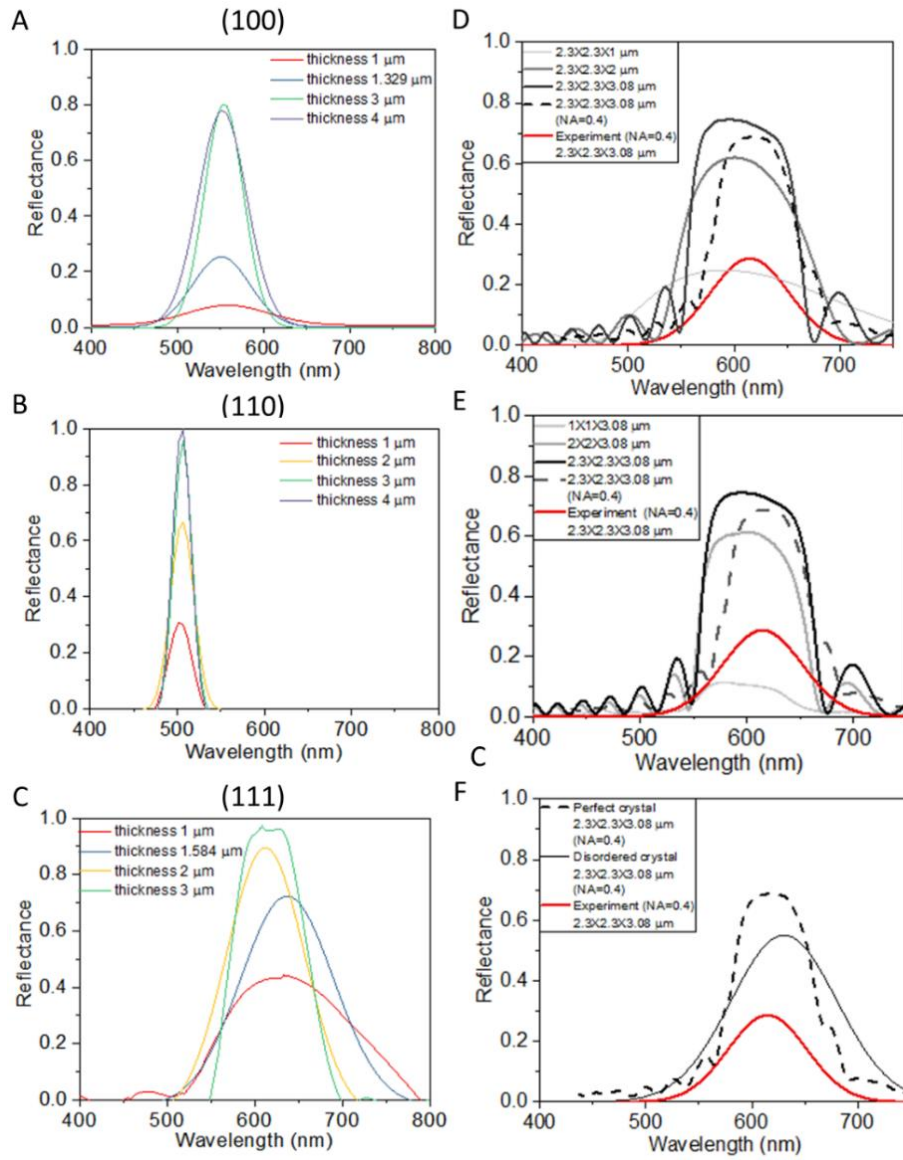 A
(100)
1.0
0.8
0.6
0.4
0.2
0.0
Reflectance
thickness 1 μm
thickness 1.329 μm
thickness 3 μm
thickness 4 μm
400 500 600 700 800
Wavelength (nm)
B
(110)
1.0
0.8
0.6
0.4
0.2
0.0
Reflectance
thickness 1 μm
thickness 2 μm
thickness 3 μm
thickness 4 μm
400 500 600 700 800
Wavelength (nm)
C
(111)
1.0
0.8
0.6
0.4
0.2
0.0
Reflectance
thickness 1 μm
thickness 1.584 μm
thickness 2 μm
thickness 3 μm
400 500 600 700 800
Wavelength (nm)
D
1.0
0.8
0.6
0.4
0.2
0.0
Reflectance
2.3X2.3X1 μm
2.3X2.3X2 μm
2.3X2.3X3.08 μm
2.3X2.3X3.08 μm
(NA=0.4)
Experiment (NA=0.4)
2.3X2.3X3.08 μm
400 500 600 700
Wavelength (nm)
E
1.0
0.8
0.6
0.4
0.2
0.0
Reflectance
1X1X3.08 μm
2X2X3.08 μm
2.3X2.3X3.08 μm
2.3X2.3X3.08 μm
(NA=0.4)
Experiment (NA=0.4)
2.3X2.3X3.08 μm
400 500 600 700
Wavelength (nm)
C
F
1.0
0.8
0.6
0.4
0.2
0.0
Reflectance
Perfect crystal
2.3X2.3X3.08 μm
(NA=0.4)
Disordered crystal
2.3X2.3X3.08 μm
(NA=0.4)
Experiment (NA=0.4)
2.3X2.3X3.08 μm
400 500 600 700
Wavelength (nm)